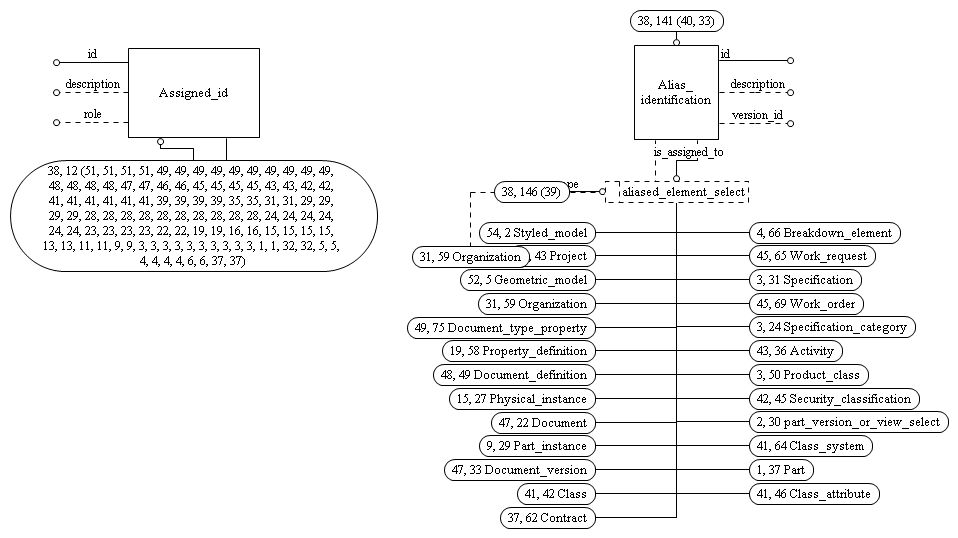 id
description
role
Assigned_id
38, 12 (51, 51, 51, 51, 49, 49, 49, 49, 49, 49, 49, 49, 49,
48, 48, 48, 48, 47, 47, 46, 46, 45, 45, 45, 45, 43, 43, 42, 42,
41, 41, 41, 41, 41, 41, 39, 39, 39, 39, 35, 35, 31, 31, 29, 29,
29, 29, 28, 28, 28, 28, 28, 28, 28, 28, 28, 24, 24, 24, 24,
24, 24, 23, 23, 23, 23, 22, 22, 19, 19, 16, 16, 15, 15, 15, 15,
13, 13, 11, 11, 9, 9, 3, 3, 3, 3, 3, 3, 3, 3, 3, 1, 1, 32, 32, 5, 5,
4, 4, 4, 4, 6, 6, 37, 37)
38, 141 (40, 33)
Alias_
identification
id
description
version_id
is_assigned_to
38, 146 (39)
pe
aliased_element_select
54, 2 Styled_model
31, 59 Organization
, 43 Project
52, 5 Geometric_model
31, 59 Organization
49, 75 Document_type_property
19, 58 Property_definition
48, 49 Document_definition
15, 27 Physical_instance
47, 22 Document
9, 29 Part_instance
47, 33 Document_version
41, 42 Class
37, 62 Contract
4, 66 Breakdown_element
45, 65 Work_request
3, 31 Specification
45, 69 Work_order
3, 24 Specification_category
43, 36 Activity
3, 50 Product_class
42, 45 Security_classification
2, 30 part_version_or_view_select
41, 64 Class_system
1, 37 Part
41, 46 Class_attribute